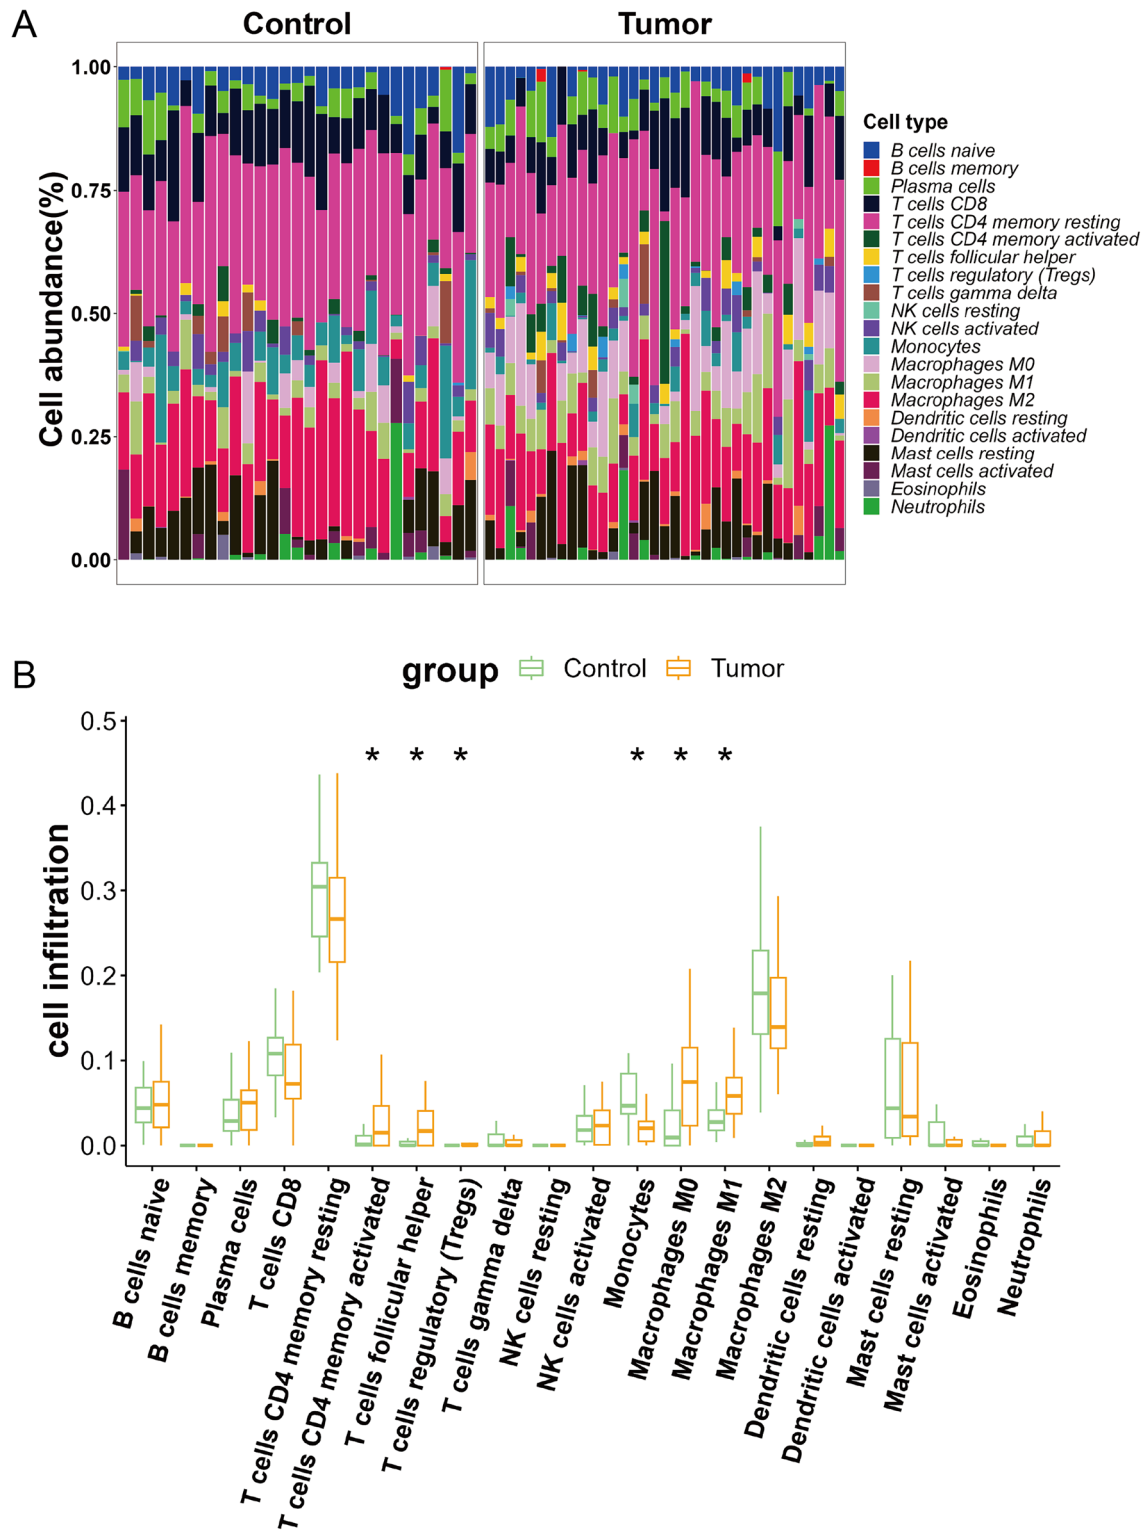 A
Control
Tumor
Cell abundance(%)
1.00
0.75
0.50
0.25
0.00
Cell type
B cells naive
B cells memory
Plasma cells
T cells CD8
T cells CD4 memory resting
T cells CD4 memory activated
T cells follicular helper
T cells regulatory (Tregs)
T cells gamma delta
NK cells resting
NK cells activated
Monocytes
Macrophages M0
Macrophages M1
Macrophages M2
Dendritic cells resting
Dendritic cells activated
Mast cells resting
Mast cells activated
Eosinophils
Neutrophils
B
group
Control
Tumor
cell infiltration
0.5
0.4
0.3
0.2
0.1
0.0
* * * * * *
B cells naive
B cells memory
Plasma cells
T cells CD8
T cells CD4 memory resting
T cells CD4 memory activated
T cells follicular helper
T cells regulatory (Tregs)
T cells gamma delta
NK cells resting
NK cells activated
Monocytes
Macrophages M0
Macrophages M1
Macrophages M2
Dendritic cells resting
Dendritic cells activated
Mast cells resting
Mast cells activated
Eosinophils
Neutrophils